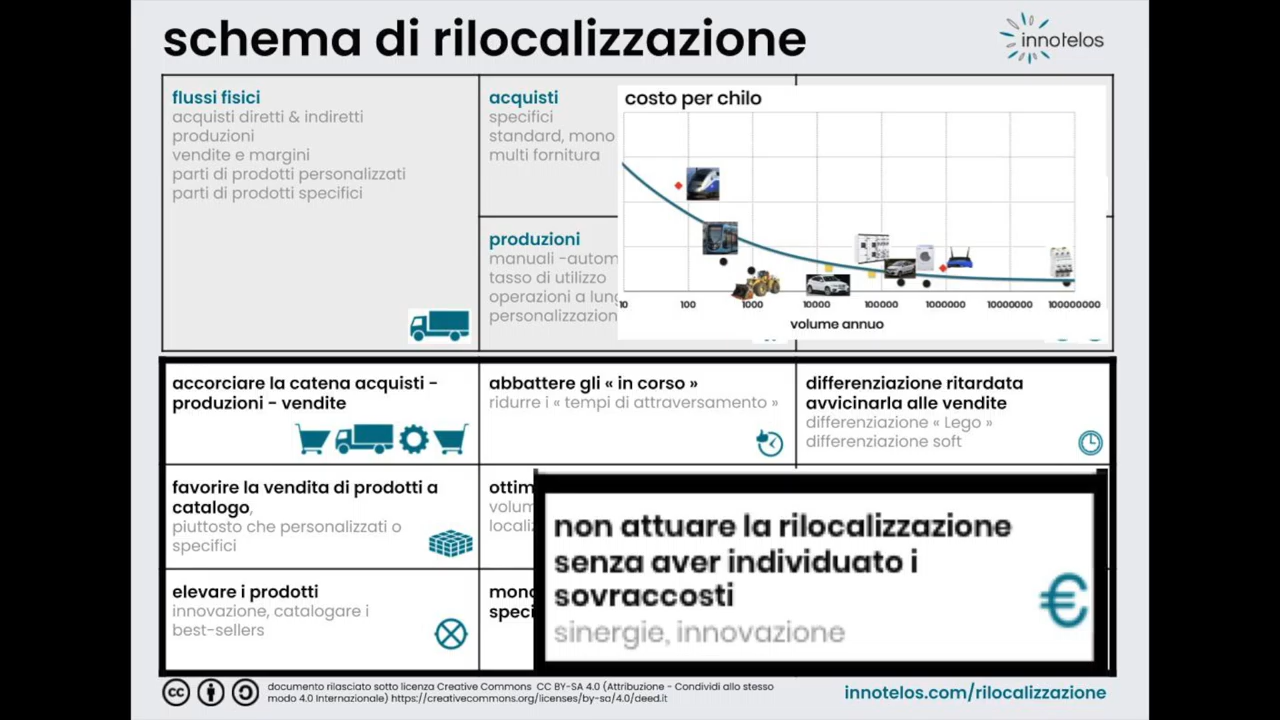 schema di rilocalizzazione
innotelos
flussi fisici
acquisti diretti & indiretti
produzioni
vendite e margini
parti di prodotti personalizzati
parti di prodotti specifici
acquisti
specifici
standard, mono
multi fornitura
produzioni
manuali -autom
tasso di utilizzo
operazioni a lung
personalizzazion
costo per chilo
10 100 1000 10000 100000 1000000 10000000 100000000
volume annuo
accorciare la catena acquisti -
produzioni - vendite
abbattere gli « in corso »
ridurre i « tempi di attraversamento »
differenziazione ritardata
avvicinarla alle vendite
differenziazione « Lego »
differenziazione soft
favorire la vendita di prodotti a
catalogo,
piuttosto che personalizzati o
specifici
ottim
volum
locali
elevare i prodotti
innovazione, catalogare i
best-sellers
mono
speci
non attuare la rilocalizzazione
senza aver individuato i
sovraccosti
sinergie, innovazione
€
cc
documento rilasciato sotto licenza Creative Commons CC BY-SA 4.0 (Attribuzione - Condividi allo stesso
modo 4.0 Internazionale) https://creativecommons.org/licenses/by-sa/4.0/deed.it
innotelos.com/rilocalizzazione